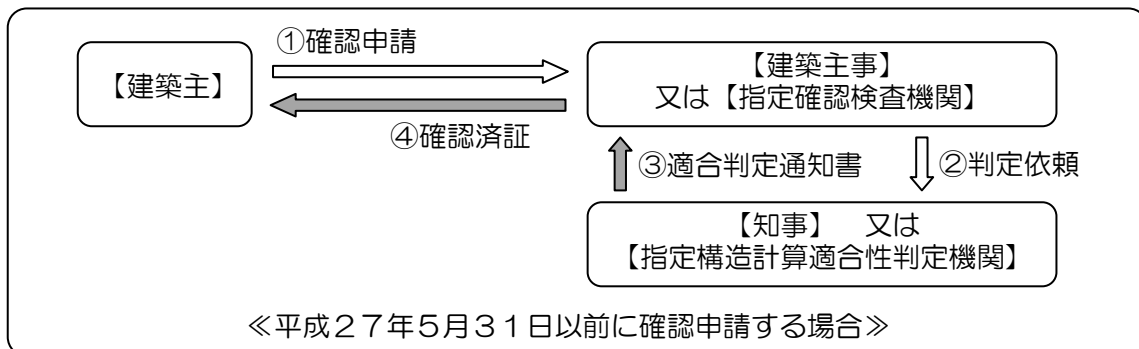 ①確認申請
【建築主】
【建築主事】
又は【指定確認検査機関】
④確認済証
③適合判定通知書
②判定依頼
【知事】　又は
【指定構造計算適合性判定機関】
≪平成２７年５月３１日以前に確認申請する場合≫